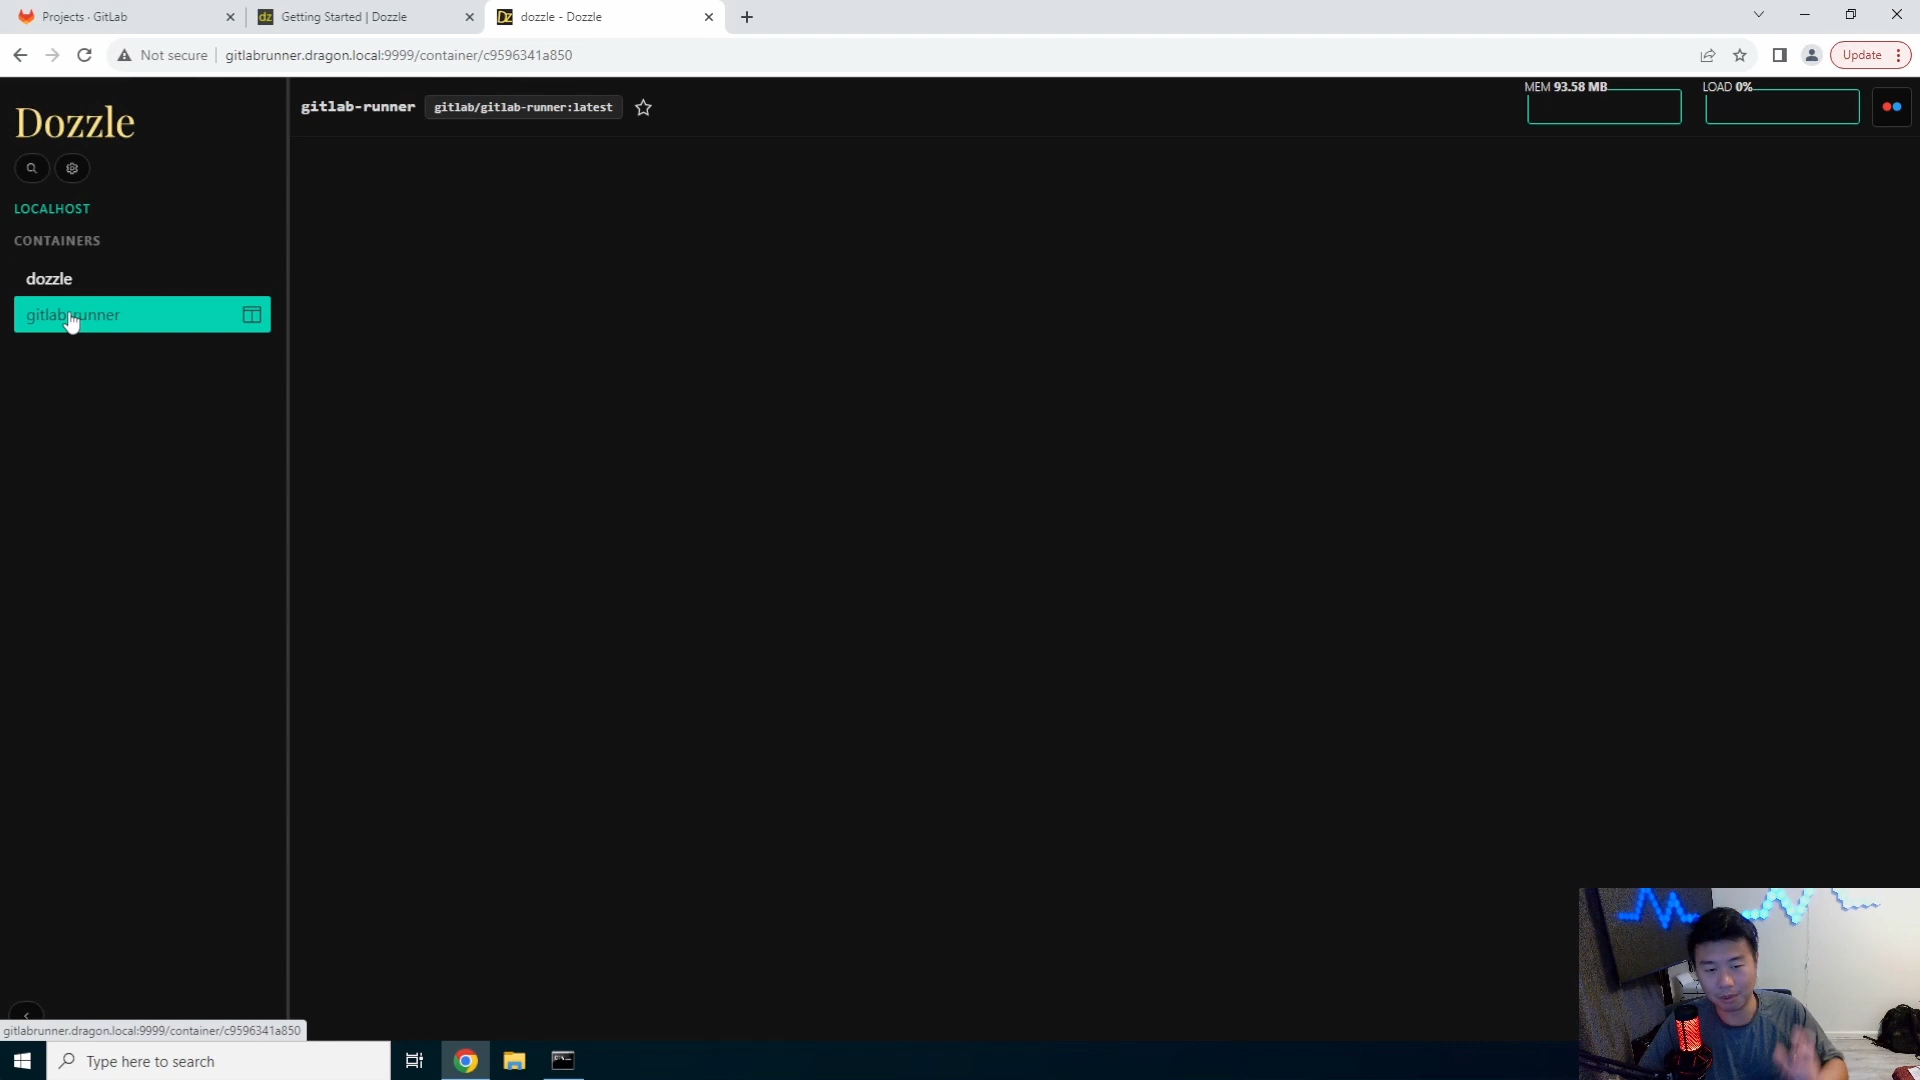 Projects · GitLab
Getting Started | Dozzle
Dz
dozzle - Dozzle
Not secure
gitlabrunner.dragon.local:9999/container/c9596341a850
Update
Dozzle
LOCALHOST
CONTAINERS
dozzle
gitlab-runner
gitlab-runner
gitlab/gitlab-runner:latest
MEM 93.58 MB
LOAD 0%
gitlabrunner.dragon.local:9999/container/c9596341a850
Type here to search